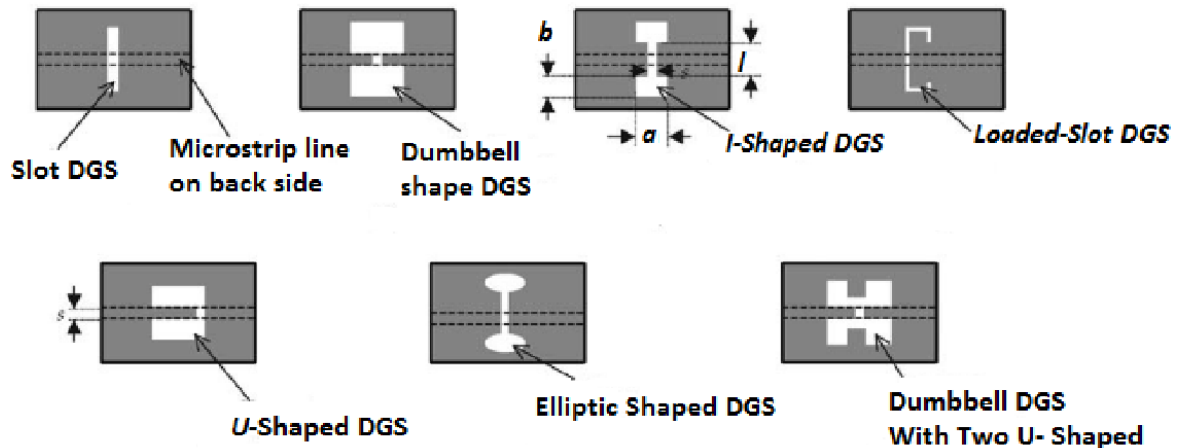 b
l
s
a
Slot DGS
Microstrip line
on back side
Dumbbell
shape DGS
I-Shaped DGS
Loaded-Slot DGS
s
U-Shaped DGS
Elliptic Shaped DGS
Dumbbell DGS
With Two U- Shaped